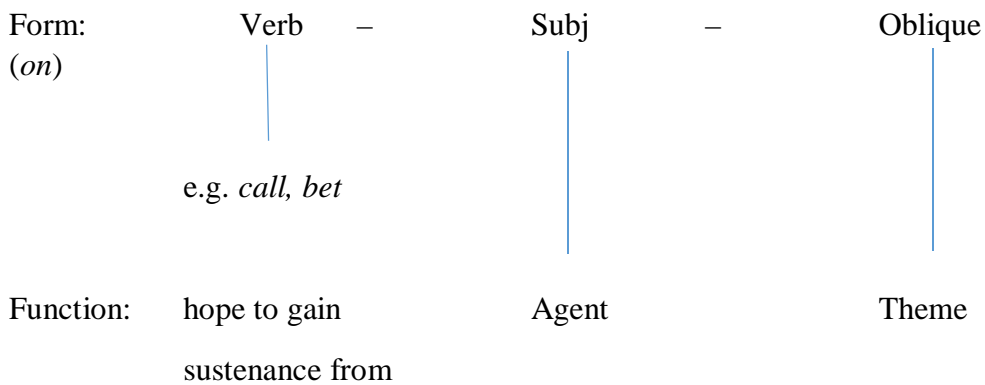 Form: Verb – Subj – Oblique
(on)
e.g. call, bet
Function: hope to gain Agent Theme
sustenance from